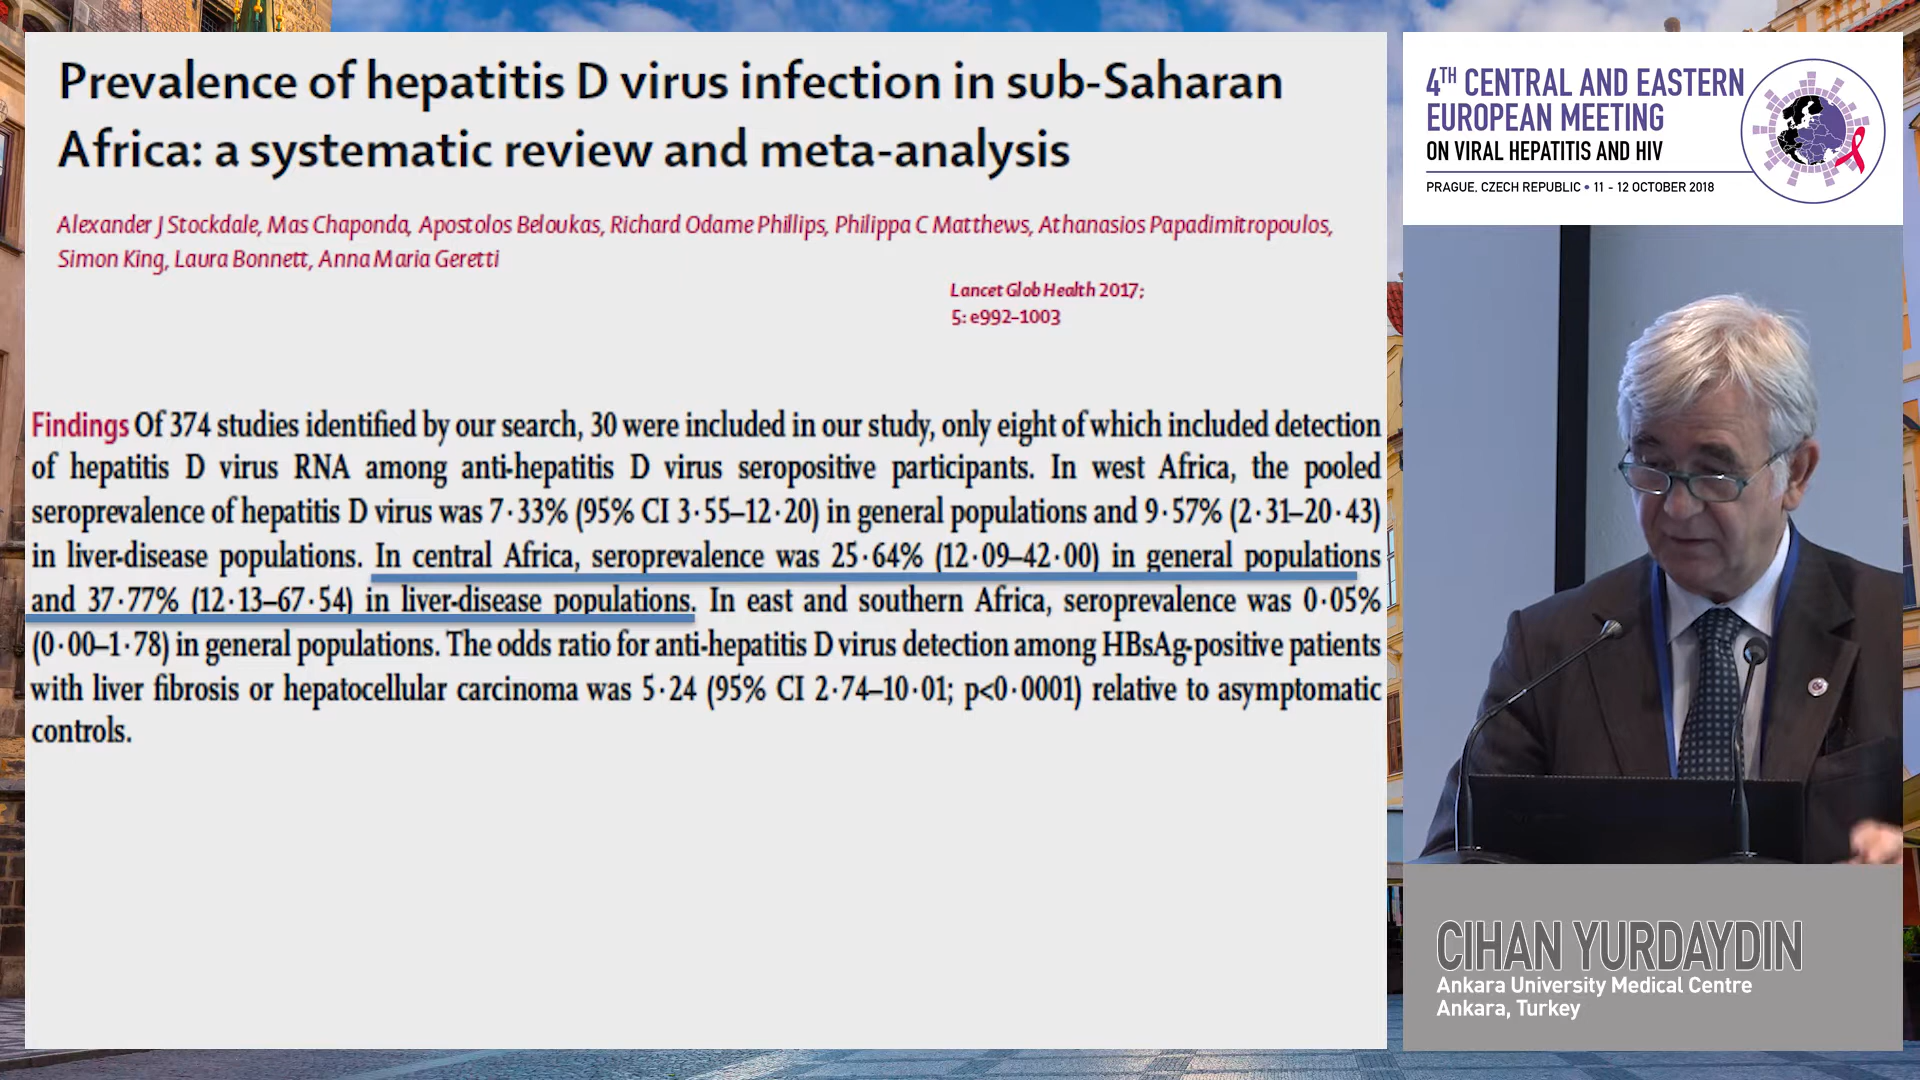 Prevalence of hepatitis D virus infection in sub-Saharan
Africa: a systematic review and meta-analysis
Alexander J Stockdale, Mas Chaponda, Apostolos Beloukas, Richard Odame Phillips, Philippa C Matthews, Athanasios Papadimitropoulos,
Simon King, Laura Bonnett, Anna Maria Geretti
Lancet Glob Health 2017;
5: e992–1003
Findings Of 374 studies identified by our search, 30 were included in our study, only eight of which included detection
of hepatitis D virus RNA among anti-hepatitis D virus seropositive participants. In west Africa, the pooled
seroprevalence of hepatitis D virus was 7·33% (95% CI 3·55–12·20) in general populations and 9·57% (2·31–20·43)
in liver-disease populations. In central Africa, seroprevalence was 25·64% (12·09–42·00) in general populations
and 37·77% (12·13–67·54) in liver-disease populations. In east and southern Africa, seroprevalence was 0·05%
(0·00–1·78) in general populations. The odds ratio for anti-hepatitis D virus detection among HBsAg-positive patients
with liver fibrosis or hepatocellular carcinoma was 5·24 (95% CI 2·74–10·01; p<0·0001) relative to asymptomatic
controls.
4TH CENTRAL AND EASTERN
EUROPEAN MEETING
ON VIRAL HEPATITIS AND HIV
PRAGUE, CZECH REPUBLIC • 11 - 12 OCTOBER 2018
CIHAN YURDAYDIN
Ankara University Medical Centre
Ankara, Turkey